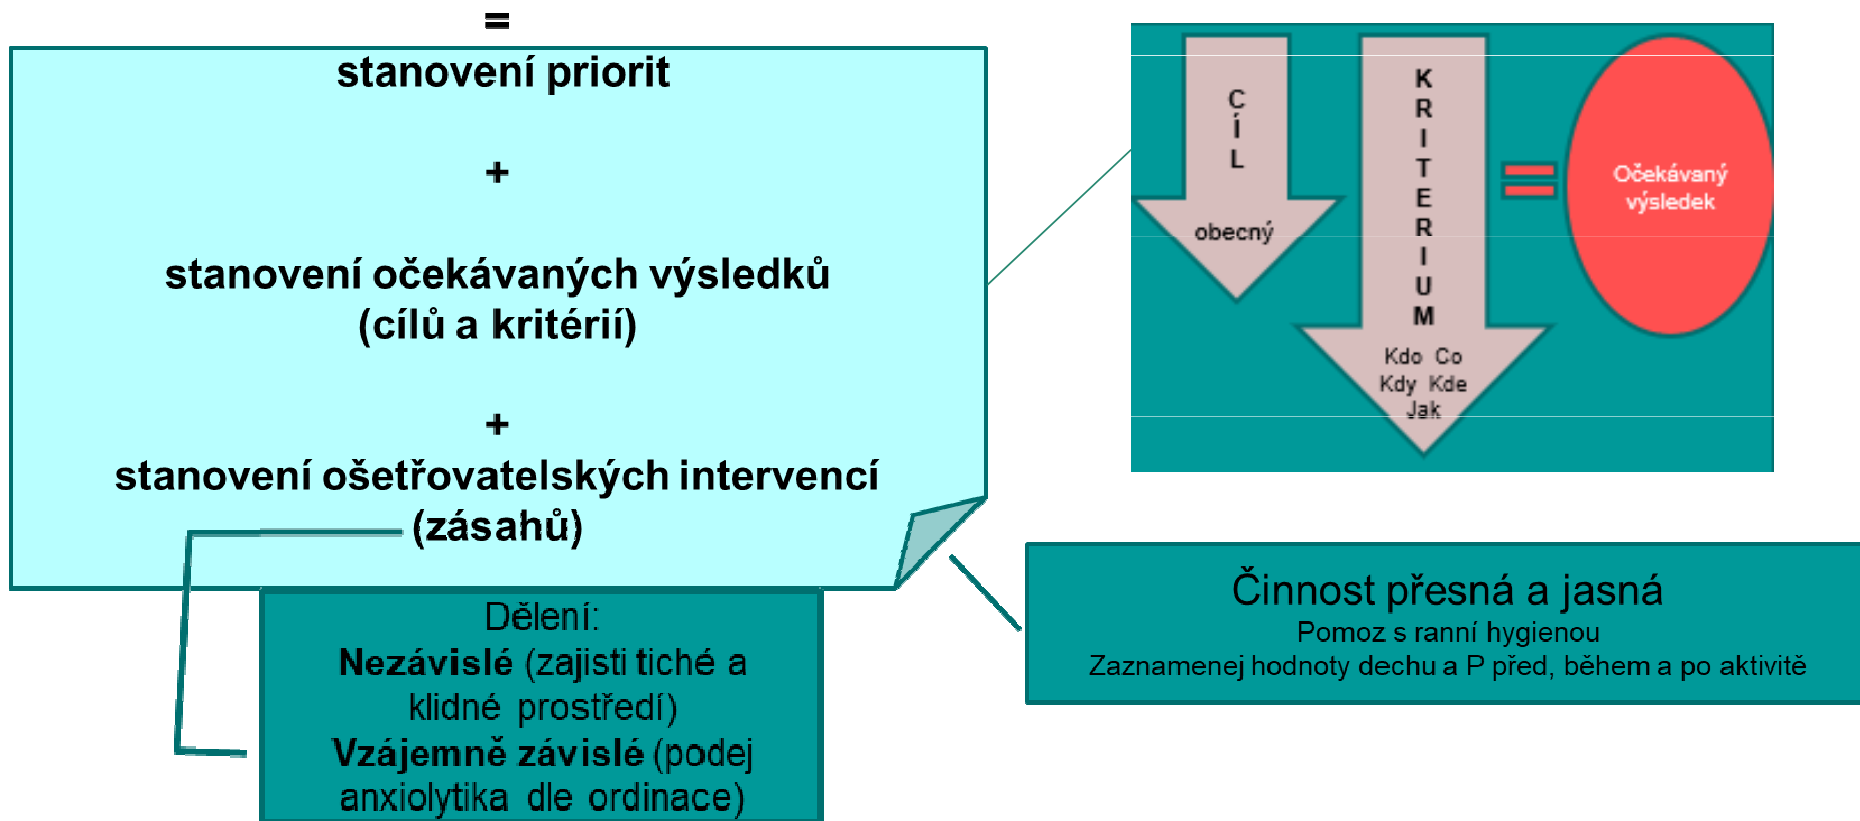 =
stanovení priorit
+
stanovení očekávaných výsledků
(cílů a kritérií)
+
stanovení ošetřovatelských intervencí
(zásahů)
Dělení:
Nezávislé (zajisti tiché a
klidné prostředí)
Vzájemně závislé (podej
anxiolytika dle ordinace)
CÍL
obecný
KRITERIUM
Kdo Co
Kdy Kde
Jak
=
Očekávaný
výsledek
Činnost přesná a jasná
Pomoz s ranní hygienou
Zaznamenej hodnoty dechu a P před, během a po aktivitě